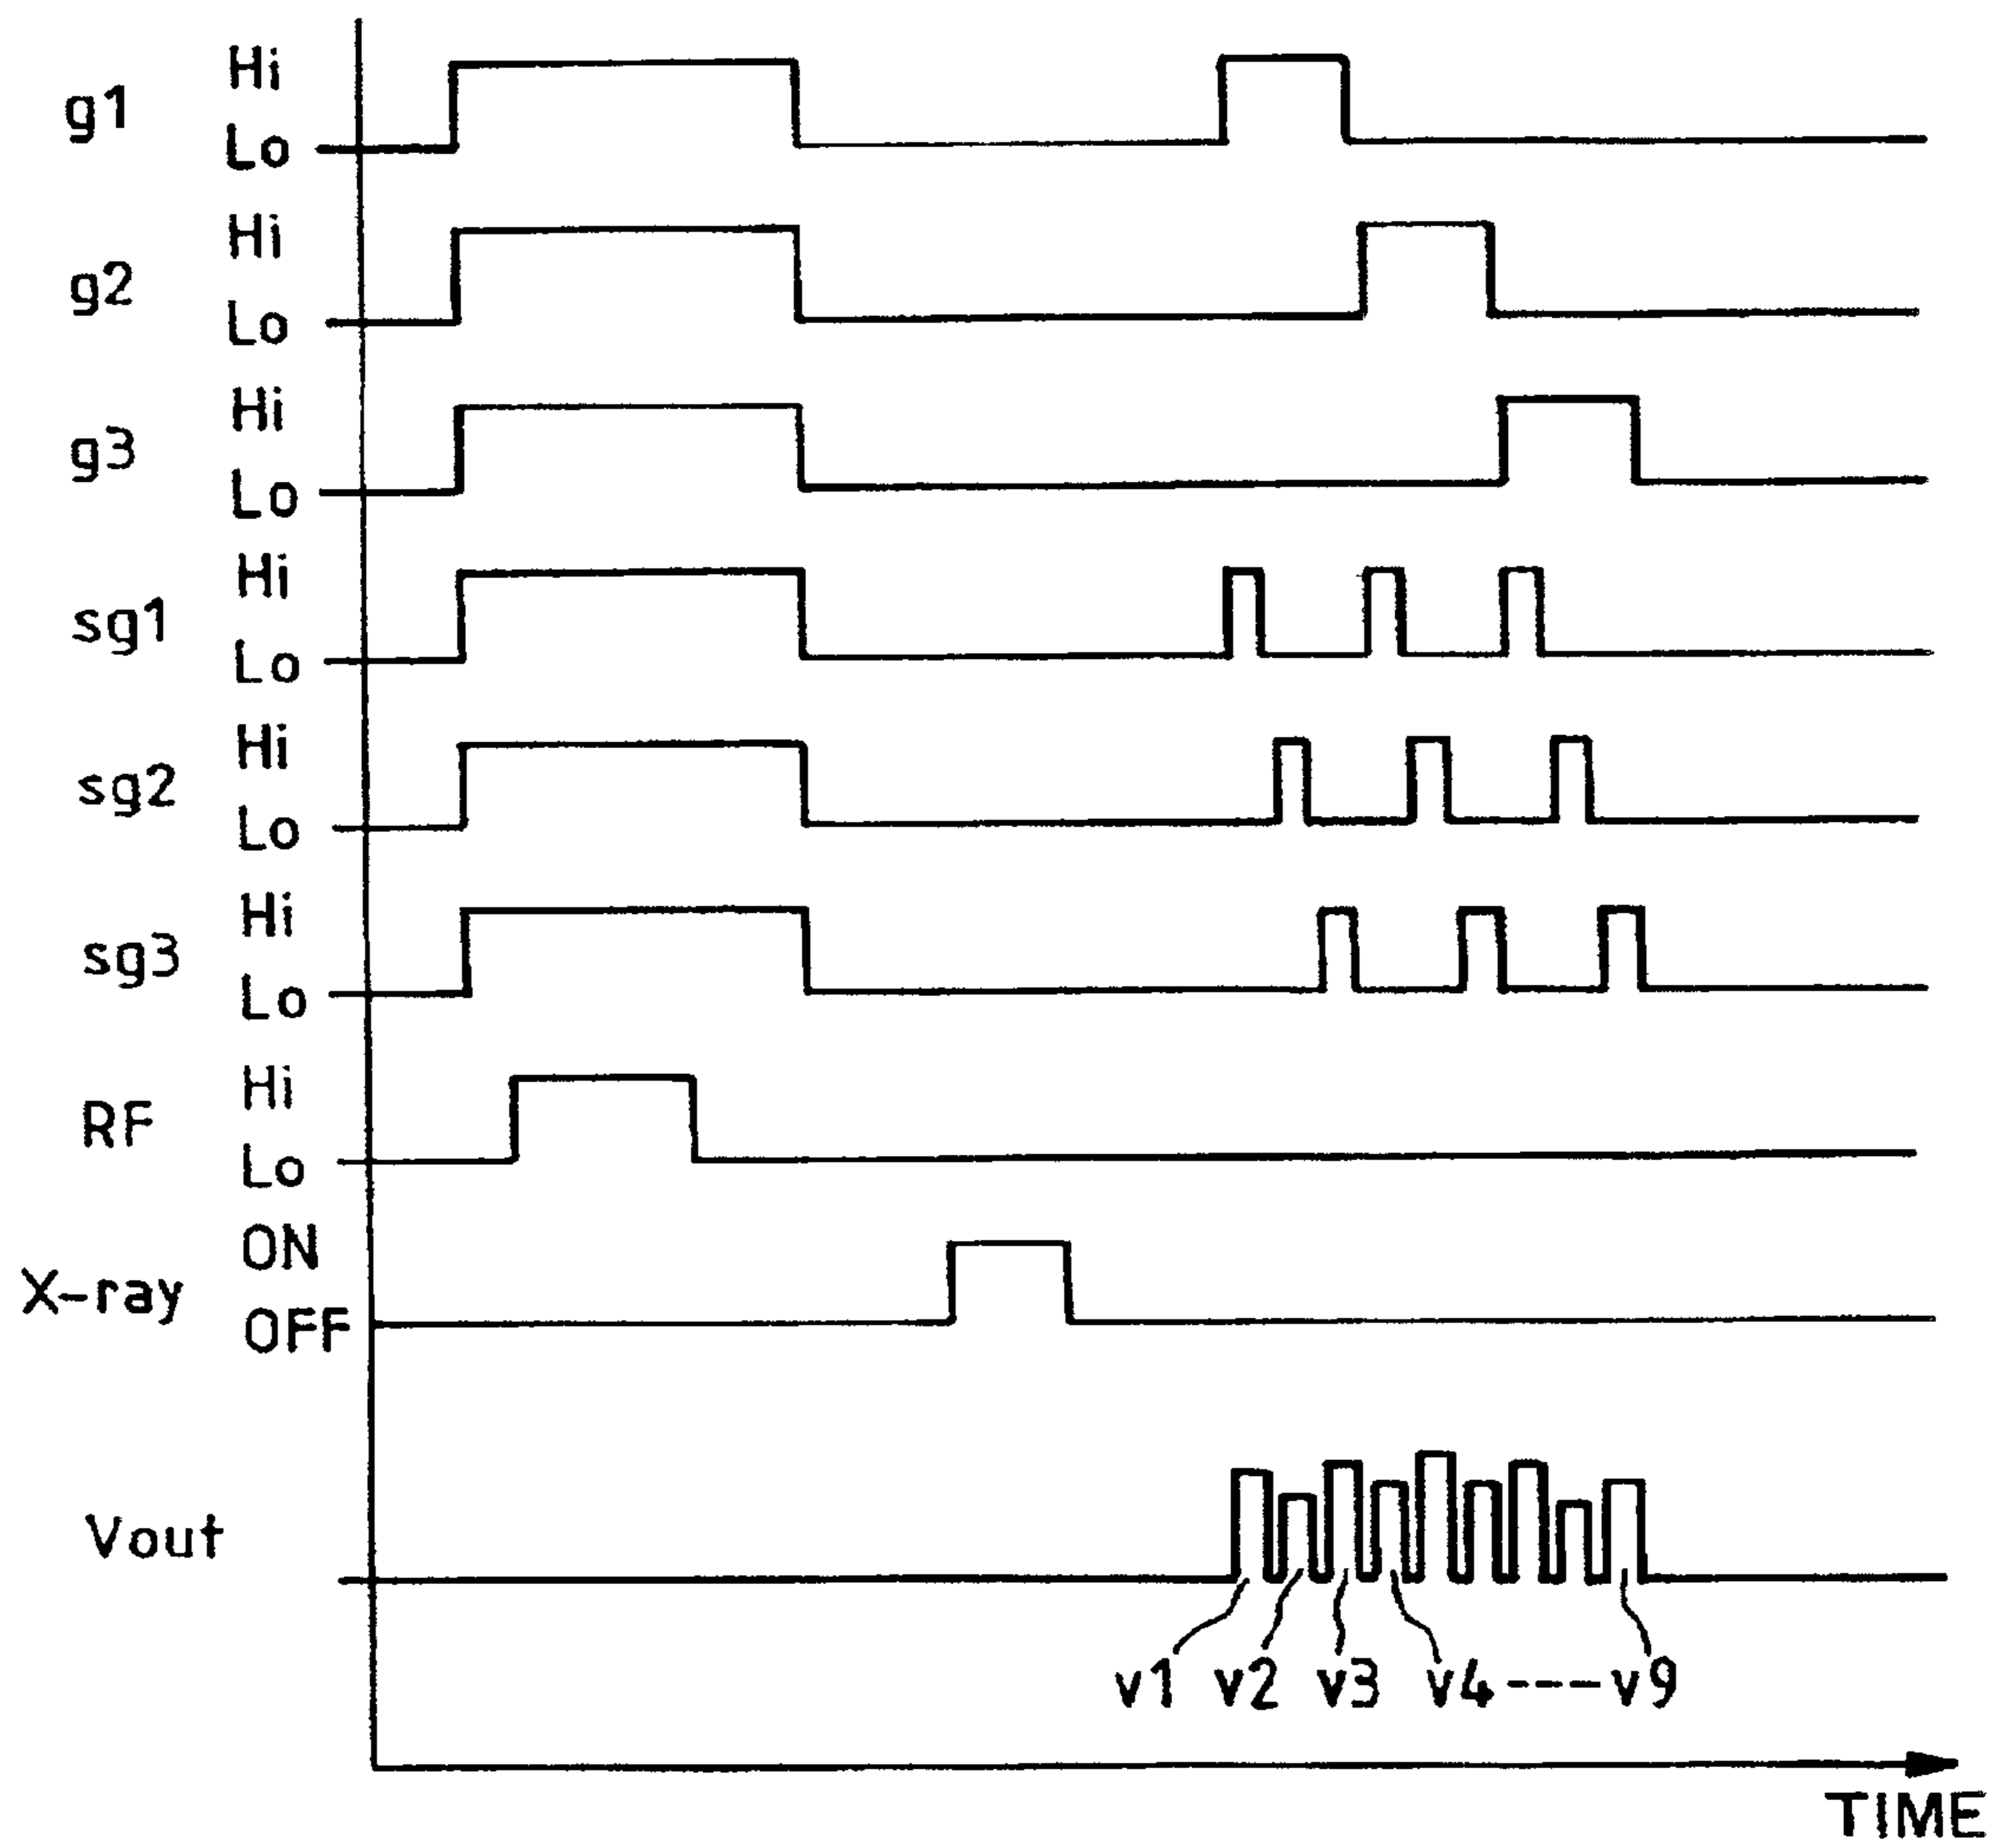 g1 Hi
Lo
g2 Hi
Lo
g3 Hi
Lo
sg1 Hi
Lo
sg2 Hi
Lo
sg3 Hi
Lo
RF Hi
Lo
X-ray ON
OFF
Vout
v1 v2 v3 v4 ---- v9
TIME